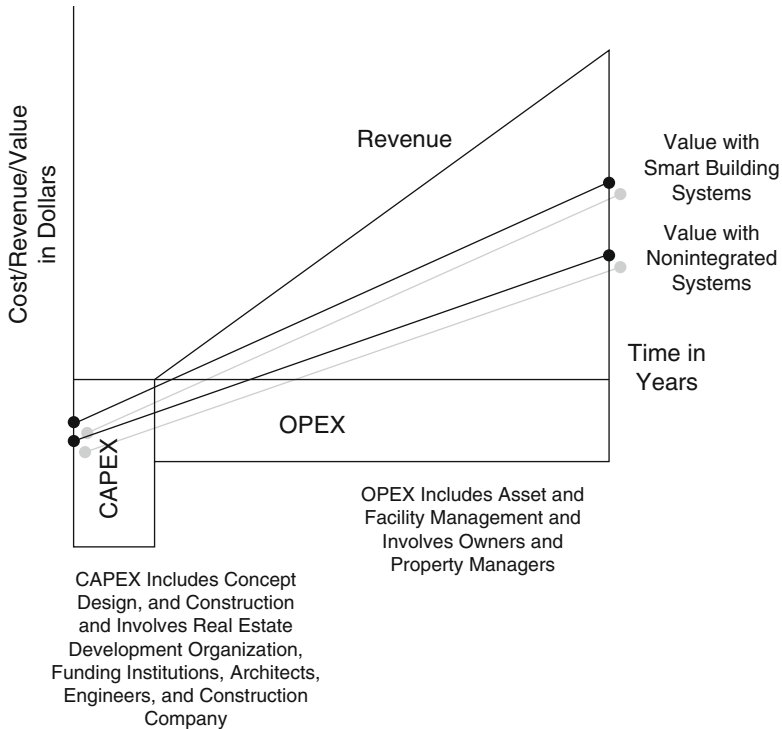 Cost/Revenue/Value
in Dollars
Revenue
Value with
Smart Building
Systems
Value with
Nonintegrated
Systems
Time in
Years
OPEX
CAPEX
OPEX Includes Asset and
Facility Management and
Involves Owners and
Property Managers
CAPEX Includes Concept
Design, and Construction
and Involves Real Estate
Development Organization,
Funding Institutions, Architects,
Engineers, and Construction
Company